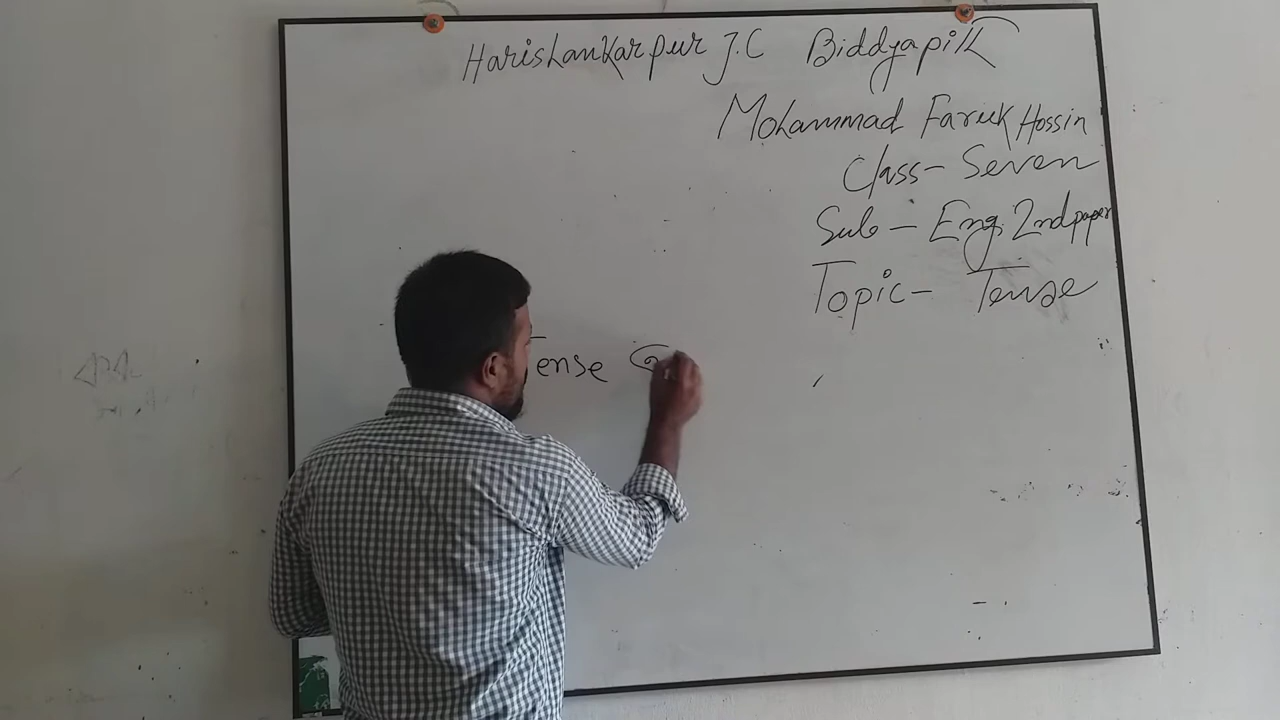 Harishankarpur J.C Biddyapith
Mohammad Faruk Hossin
Class- Seven
Sub - Eng. 2nd paper
Topic- Tense
Tense